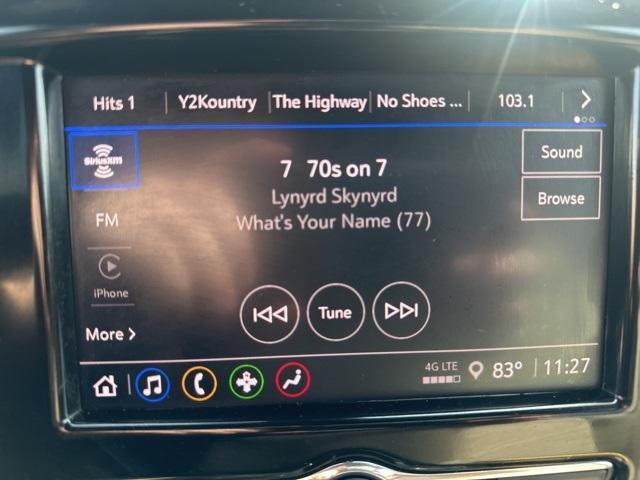 Hits 1 Y2Kountry The Highway No Shoes ... 103.1
SiriusXM
7 70s on 7
Sound
Lynyrd Skynyrd
Browse
FM
What's Your Name (77)
iPhone
Tune
More
4G LTE
83° 11:27